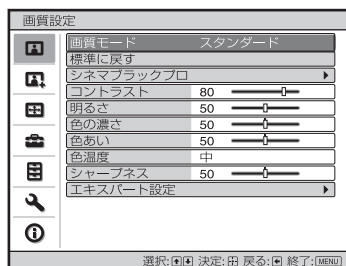 画質設定
画質モード スタンダード
標準に戻す
シネマブラックプロ
コントラスト 80
明るさ 50
色の濃さ 50
色あい 50
色温度 中
シャープネス 50
エキスパート設定
選択: 決定: 戻る: 終了:MENU